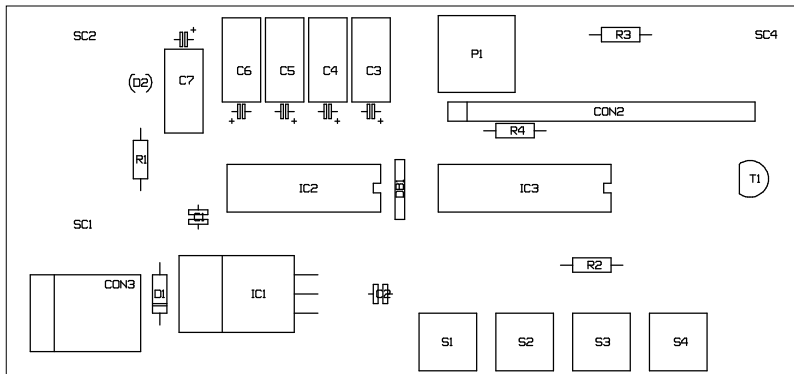 SC2
R3
SC4
P1
C7
C6
C5
C4
C3
D2
CON2
R4
R1
IC2
DB1
IC3
T1
C1
SC1
R2
CON3
D1
IC1
C2
S1
S2
S3
S4